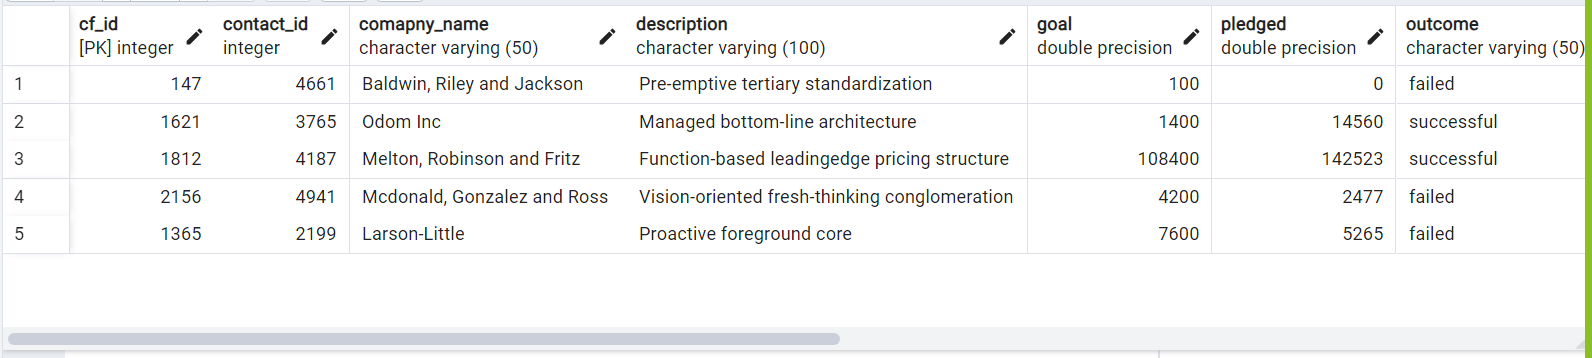 cf_id contact_id comapny_name description goal pledged outcome
[PK] integer integer character varying (50) character varying (100) double precision double precision character varying (50)
1 147 4661 Baldwin, Riley and Jackson Pre-emptive tertiary standardization 100 0 failed
2 1621 3765 Odom Inc Managed bottom-line architecture 1400 14560 successful
3 1812 4187 Melton, Robinson and Fritz Function-based leadingedge pricing structure 108400 142523 successful
4 2156 4941 Mcdonald, Gonzalez and Ross Vision-oriented fresh-thinking conglomeration 4200 2477 failed
5 1365 2199 Larson-Little Proactive foreground core 7600 5265 failed